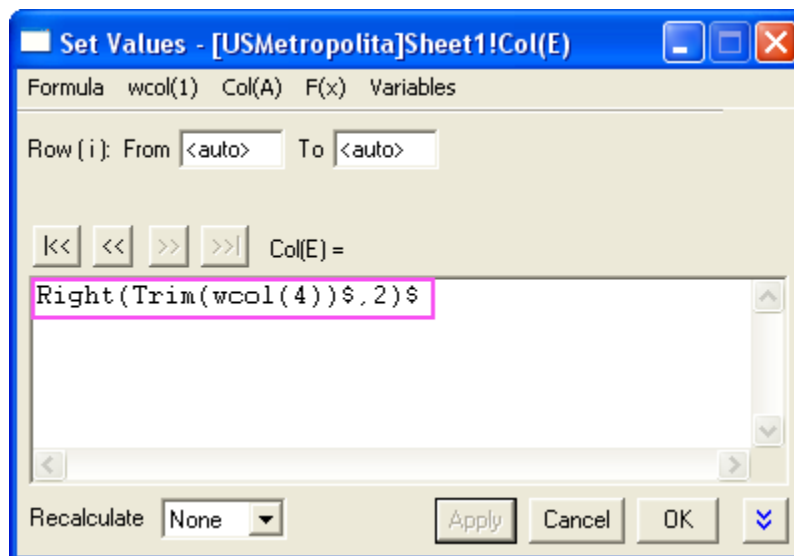 Set Values - [USMetropolita]Sheet1!Col(E)
Formula wcol(1) Col(A) F(x) Variables
Row ( i ): From <auto> To <auto>
|<< << >> >>| Col(E) =
Right(Trim(wcol(4))$,2)$
Recalculate None Apply Cancel OK